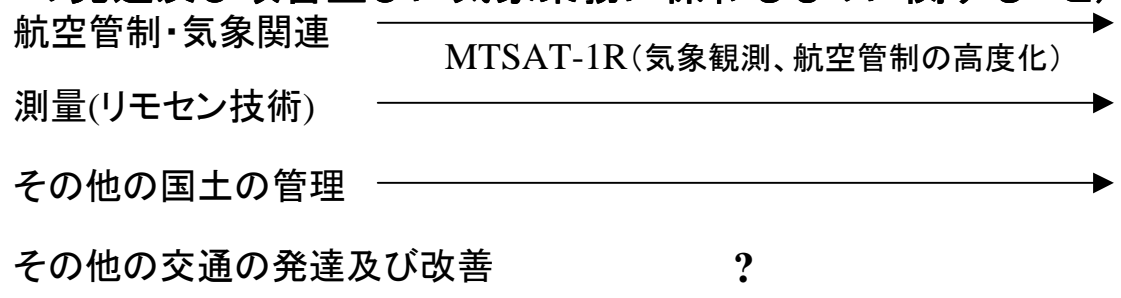 航空管制・気象関連
MTSAT-1R（気象観測、航空管制の高度化）
測量(リモセン技術)
その他の国土の管理
その他の交通の発達及び改善 ?